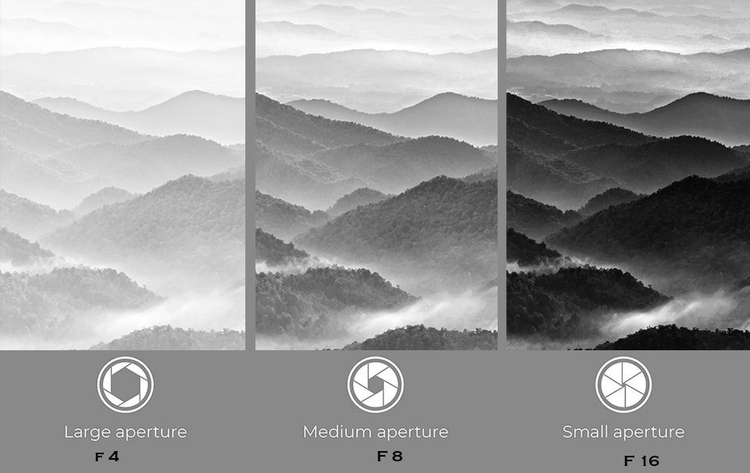 Large aperture
F 4
Medium aperture
F 8
Small aperture
F 16